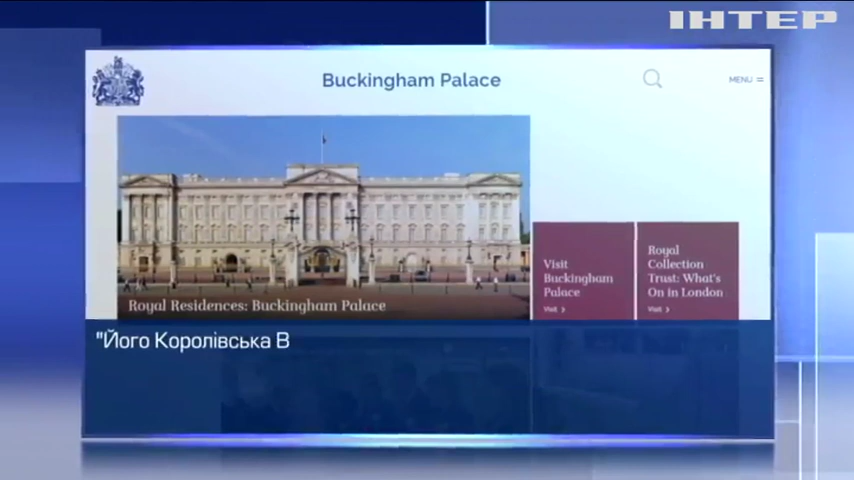 ІНТЕР
Buckingham Palace
MENU
Royal Residences: Buckingham Palace
Visit
Buckingham
Palace
Visit
Royal
Collection
Trust: What's
On in London
Visit
"Його Королівська В